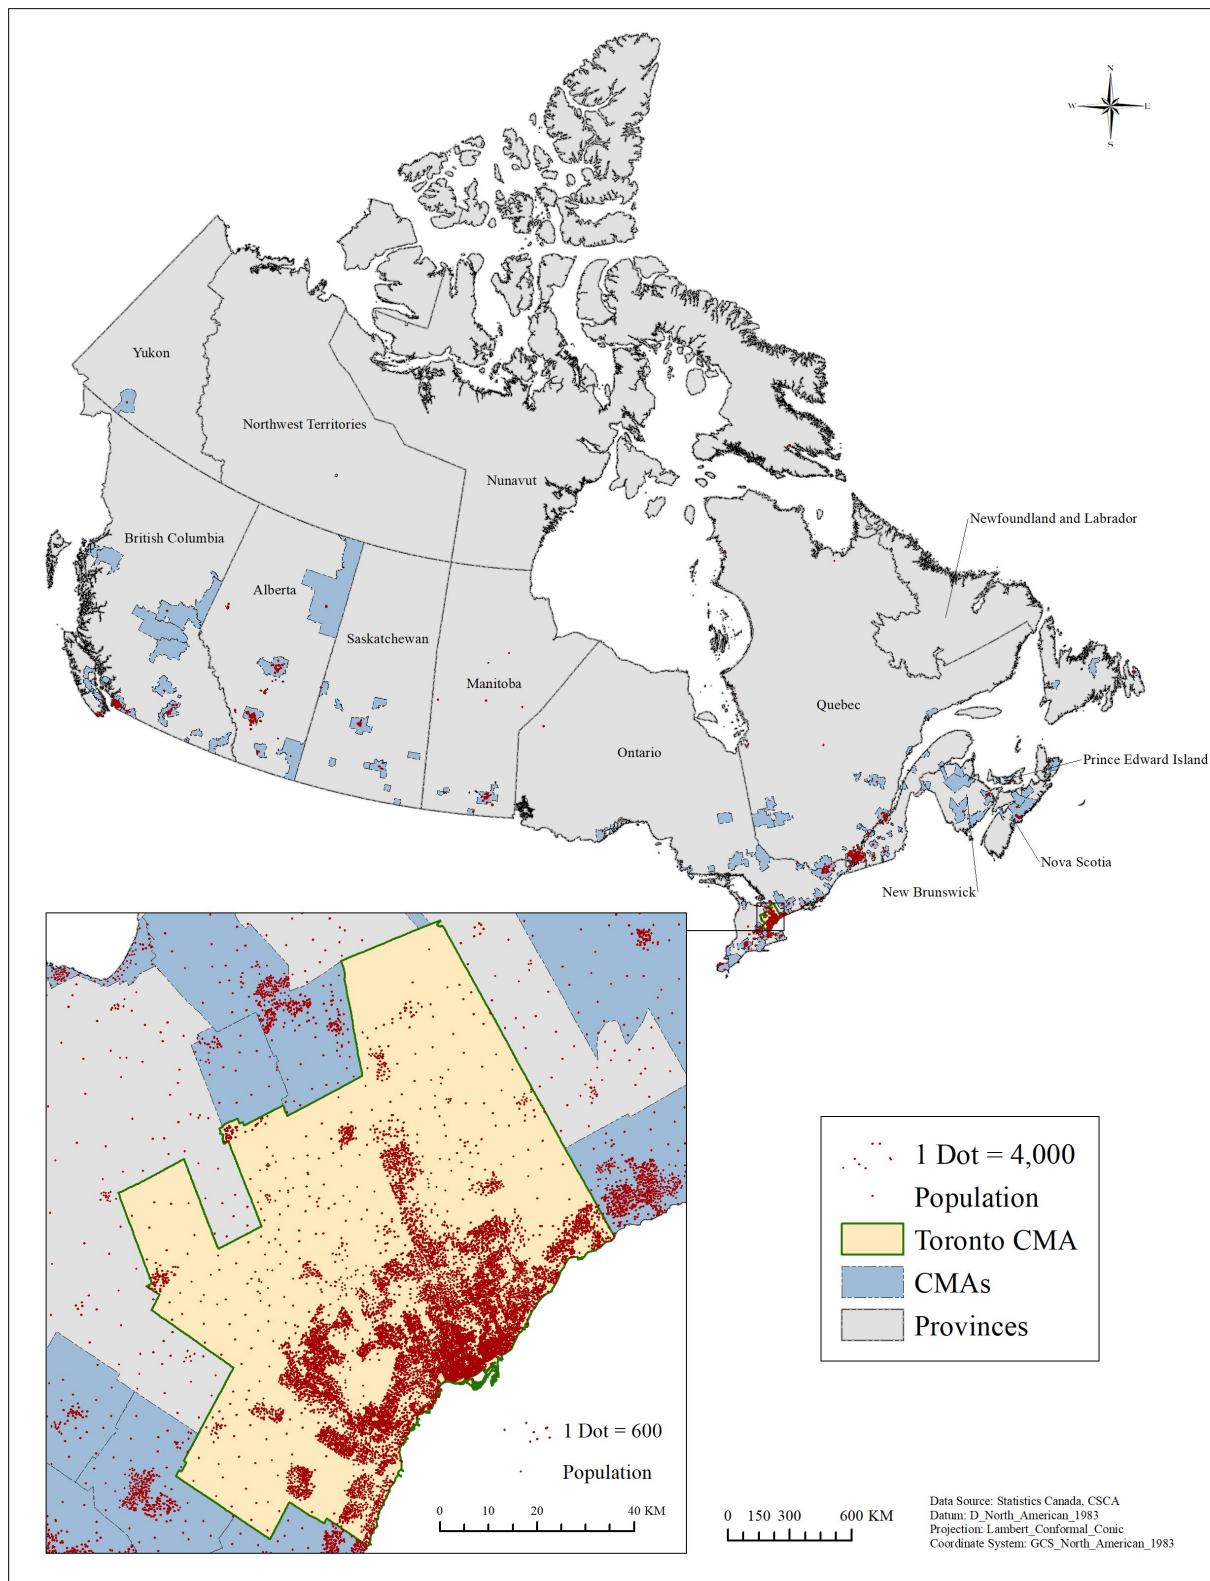 N
W E
S
Yukon
Northwest Territories
Nunavut
British Columbia
Alberta
Saskatchewan
Manitoba
Newfoundland and Labrador
Quebec
Ontario
Prince Edward Island
Nova Scotia
New Brunswick
1 Dot = 4,000
Population
Toronto CMA
CMAs
Provinces
1 Dot = 600
Population
0 10 20 40 KM
0 150 300 600 KM
Data Source: Statistics Canada, CSCA
Datum: D_North_American_1983
Projection: Lambert_Conformal_Conic
Coordinate System: GCS_North_American_1983